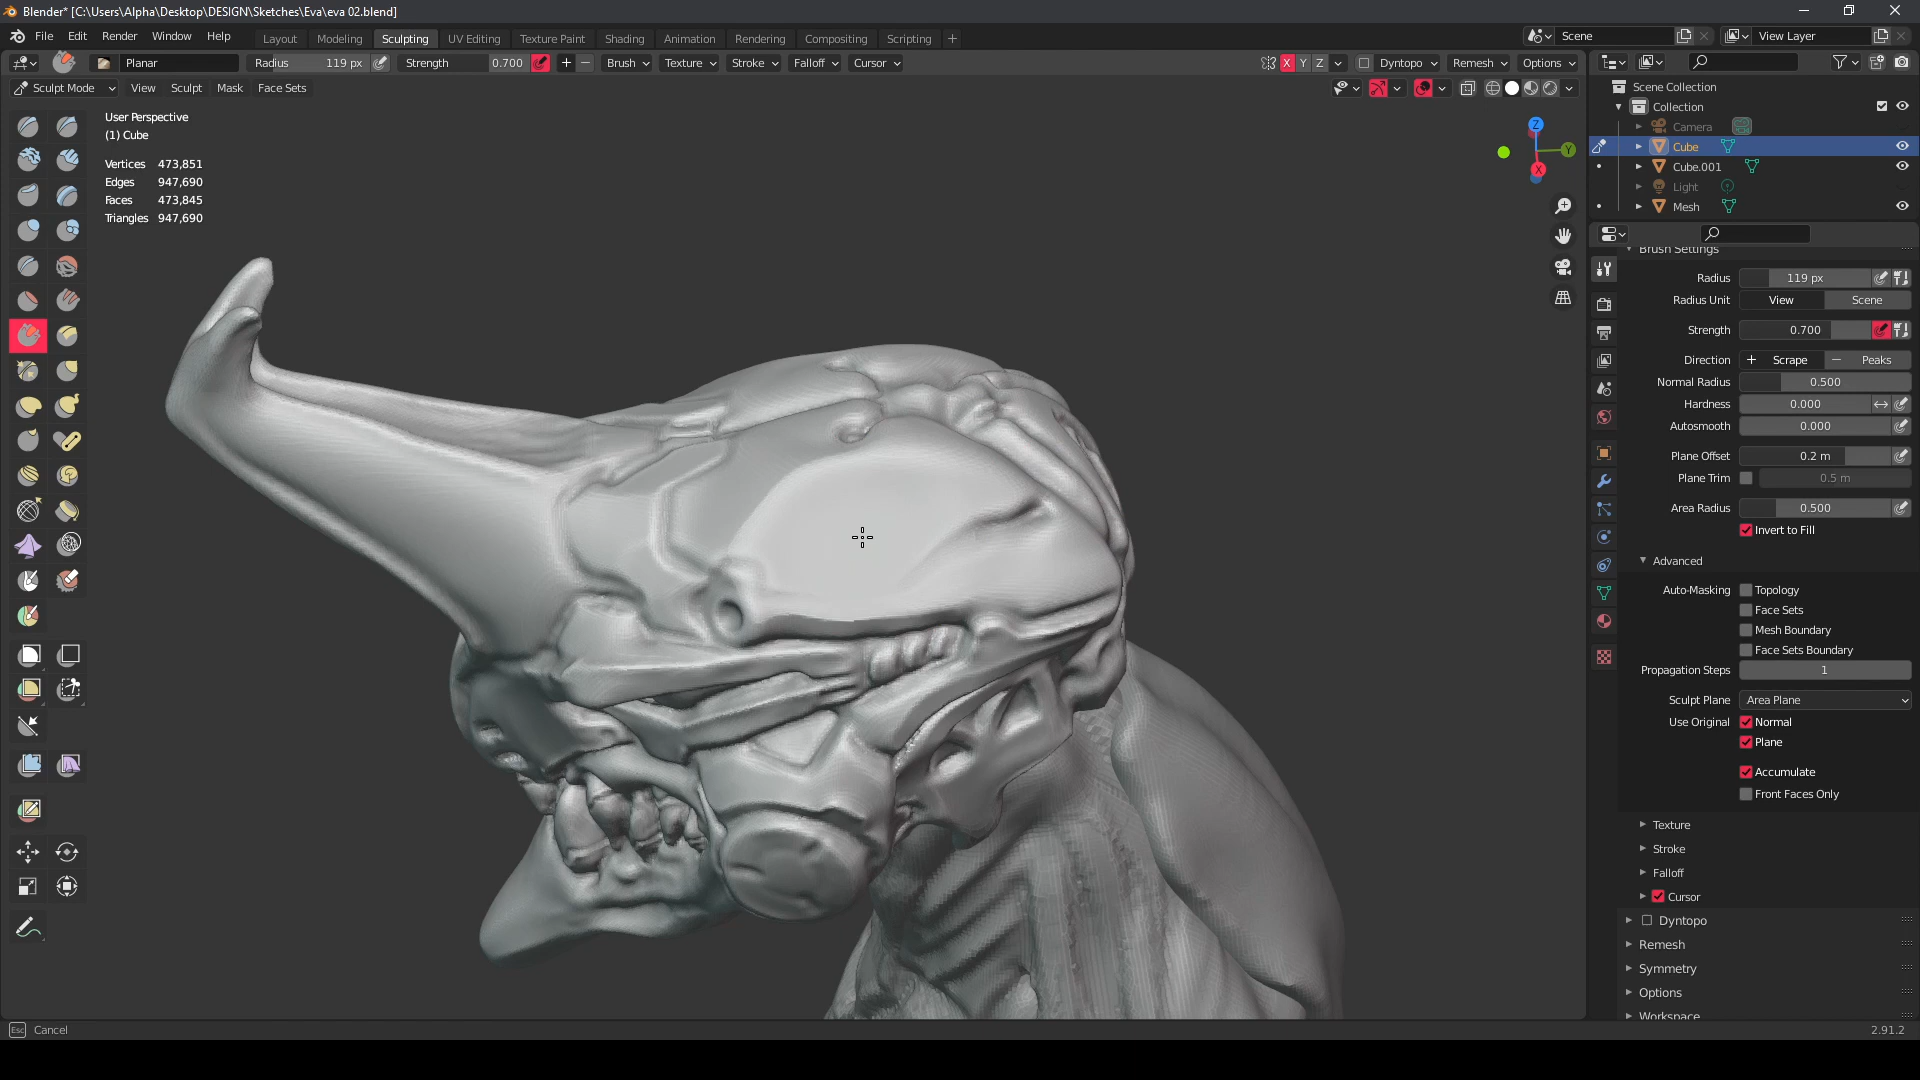 Blender* [C:\Users\Alpha\Desktop\DESIGN\Sketches\Eva\eva 02.blend]
File Edit Render Window Help
Layout Modeling Sculpting UV Editing Texture Paint Shading Animation Rendering Compositing Scripting +
Scene
View Layer
Planar Radius 119 px Strength 0.700 + − Brush Texture Stroke Falloff Cursor
X Y Z Dyntopo Remesh Options
Sculpt Mode View Sculpt Mask Face Sets
User Perspective
(1) Cube
Vertices 473,851
Edges 947,690
Faces 473,845
Triangles 947,690
Z
Y
X
Scene Collection
Collection
Camera
Cube
Cube.001
Light
Mesh
Brush Settings
Radius 119 px
Radius Unit View Scene
Strength 0.700
Direction + Scrape − Peaks
Normal Radius 0.500
Hardness 0.000
Autosmooth 0.000
Plane Offset 0.2 m
Plane Trim 0.5 m
Area Radius 0.500
Invert to Fill
Advanced
Auto-Masking Topology
Face Sets
Mesh Boundary
Face Sets Boundary
Propagation Steps 1
Sculpt Plane Area Plane
Use Original Normal
Plane
Accumulate
Front Faces Only
Texture
Stroke
Falloff
Cursor
Dyntopo
Remesh
Symmetry
Options
Workspace
Esc Cancel
2.91.2